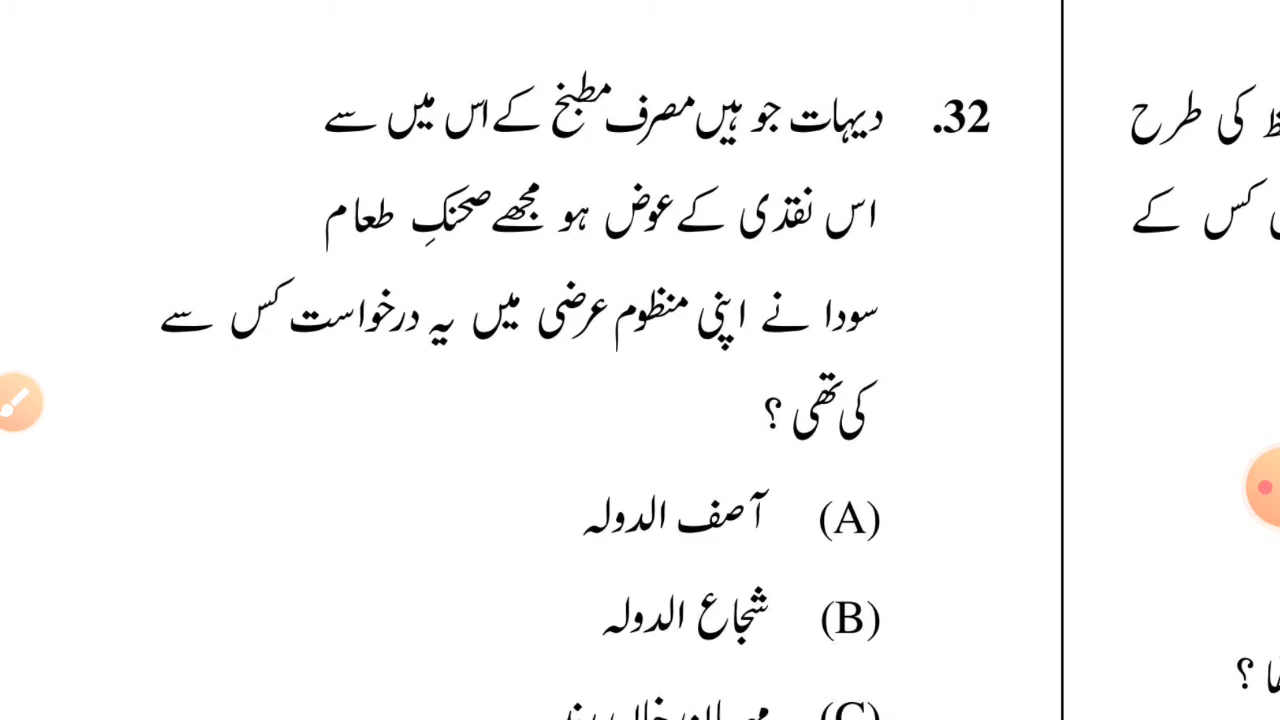 32. دیہات جو ہیں مصرف مطبخ کے اس میں سے
اس نقدی کے عوض ہو مجھے صحنکِ طعام
سودا نے اپنی منظوم عرضی میں یہ درخواست کس سے
کی تھی ؟
(A) آصف الدولہ
(B) شجاع الدولہ
(C)
کی طرح
کس کے
؟